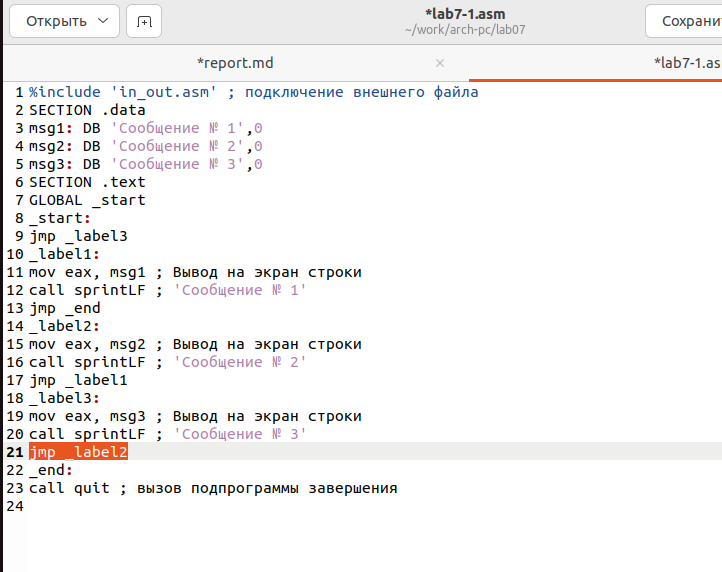 Открыть
*lab7-1.asm
~/work/arch-pc/lab07
*report.md
×
1 %include 'in_out.asm' ; подключение внешнего файла
2 SECTION .data
3 msg1: DB 'Сообщение № 1',0
4 msg2: DB 'Сообщение № 2',0
5 msg3: DB 'Сообщение № 3',0
6 SECTION .text
7 GLOBAL _start
8 _start:
9 jmp _label3
10 _label1:
11 mov eax, msg1 ; Вывод на экран строки
12 call sprintLF ; 'Сообщение № 1'
13 jmp _end
14 _label2:
15 mov eax, msg2 ; Вывод на экран строки
16 call sprintLF ; 'Сообщение № 2'
17 jmp _label1
18 _label3:
19 mov eax, msg3 ; Вывод на экран строки
20 call sprintLF ; 'Сообщение № 3'
21 jmp _label2
22 _end:
23 call quit ; вызов подпрограммы завершения
24